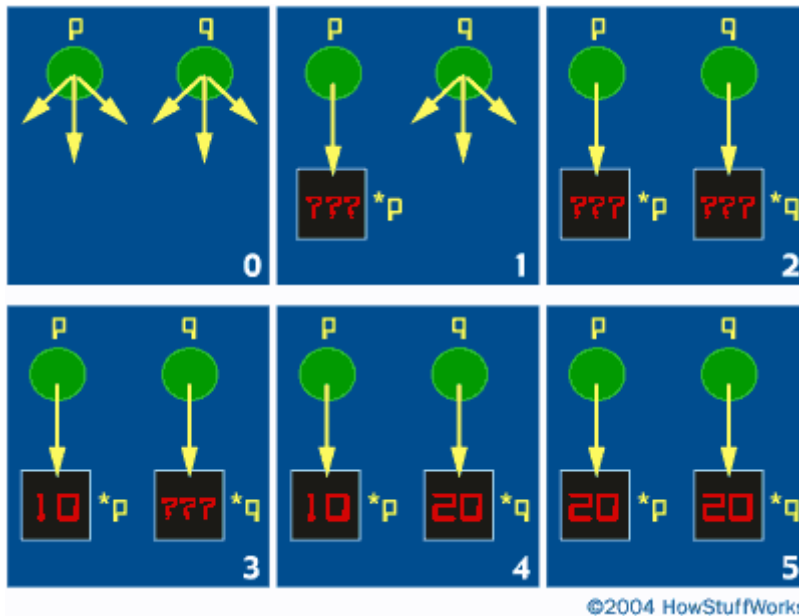 p q
0
p q
??? *p
1
p q
??? *p ??? *q
2
p q
10 *p ??? *q
3
p q
10 *p 20 *q
4
p q
20 *p 20 *q
5
©2004 HowStuffWorks